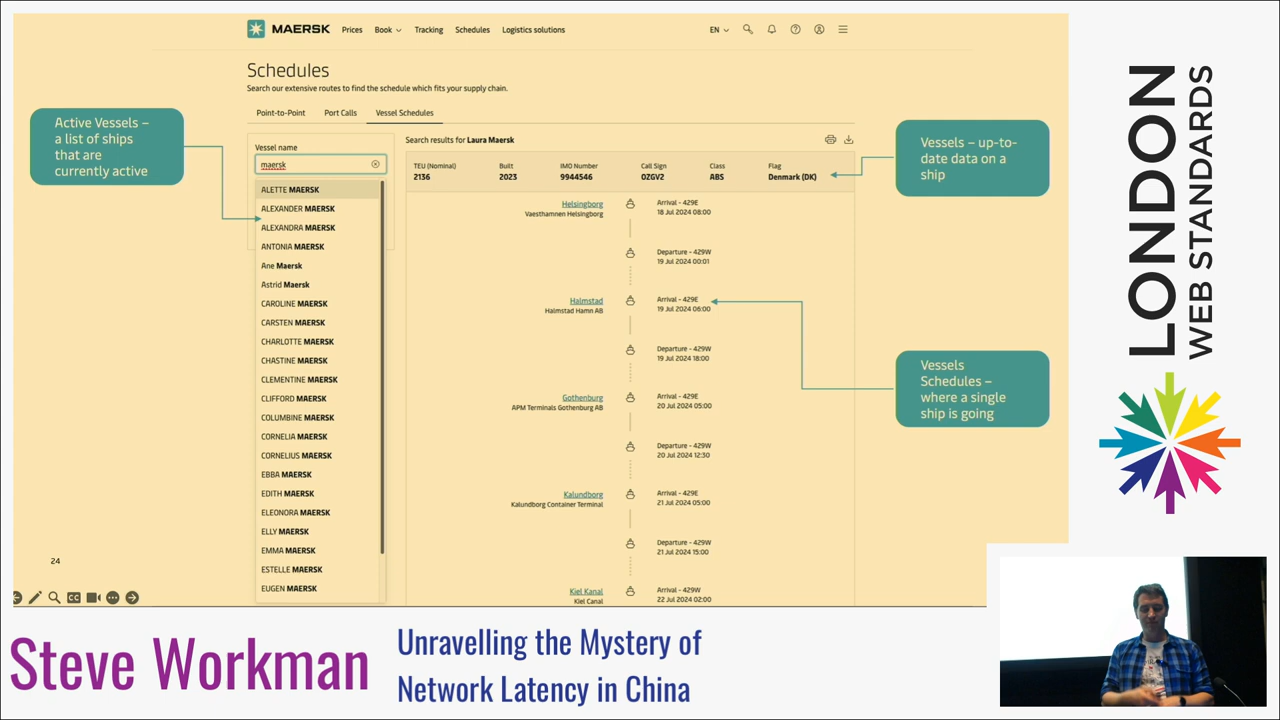 MAERSK
Prices
Book
Tracking
Schedules
Logistics solutions
EN
Schedules
Search our extensive routes to find the schedule which fits your supply chain.
Point-to-Point
Port Calls
Vessel Schedules
Active Vessels –
a list of ships
that are
currently active
Vessel name
maersk
ALETTE MAERSK
ALEXANDER MAERSK
ALEXANDRA MAERSK
ANTONIA MAERSK
Ane Maersk
Astrid Maersk
CAROLINE MAERSK
CARSTEN MAERSK
CHARLOTTE MAERSK
CHASTINE MAERSK
CLEMENTINE MAERSK
CLIFFORD MAERSK
COLUMBINE MAERSK
CORNELIA MAERSK
CORNELIUS MAERSK
EBBA MAERSK
EDITH MAERSK
ELEONORA MAERSK
ELLY MAERSK
EMMA MAERSK
ESTELLE MAERSK
EUGEN MAERSK
Search results for Laura Maersk
TEU (Nominal)
2136
Built
2023
IMO Number
9944546
Call Sign
OZGV2
Class
ABS
Flag
Denmark (DK)
Helsingborg
Vaesthamnen Helsingborg
Arrival - 429E
18 Jul 2024 08:00
Departure - 429W
19 Jul 2024 00:01
Halmstad
Halmstad Hamn AB
Arrival - 429E
19 Jul 2024 06:00
Departure - 429W
19 Jul 2024 18:00
Gothenburg
APM Terminals Gothenburg AB
Arrival - 429E
20 Jul 2024 05:00
Departure - 429W
20 Jul 2024 12:30
Kalundborg
Kalundborg Container Terminal
Arrival - 429E
21 Jul 2024 05:00
Departure - 429W
21 Jul 2024 15:00
Kiel Kanal
Kiel Canal
Arrival - 429W
22 Jul 2024 02:00
Vessels – up-to-
date data on a
ship
Vessels
Schedules –
where a single
ship is going
24
CC
LONDON
WEB STANDARDS
Steve Workman
Unravelling the Mystery of
Network Latency in China